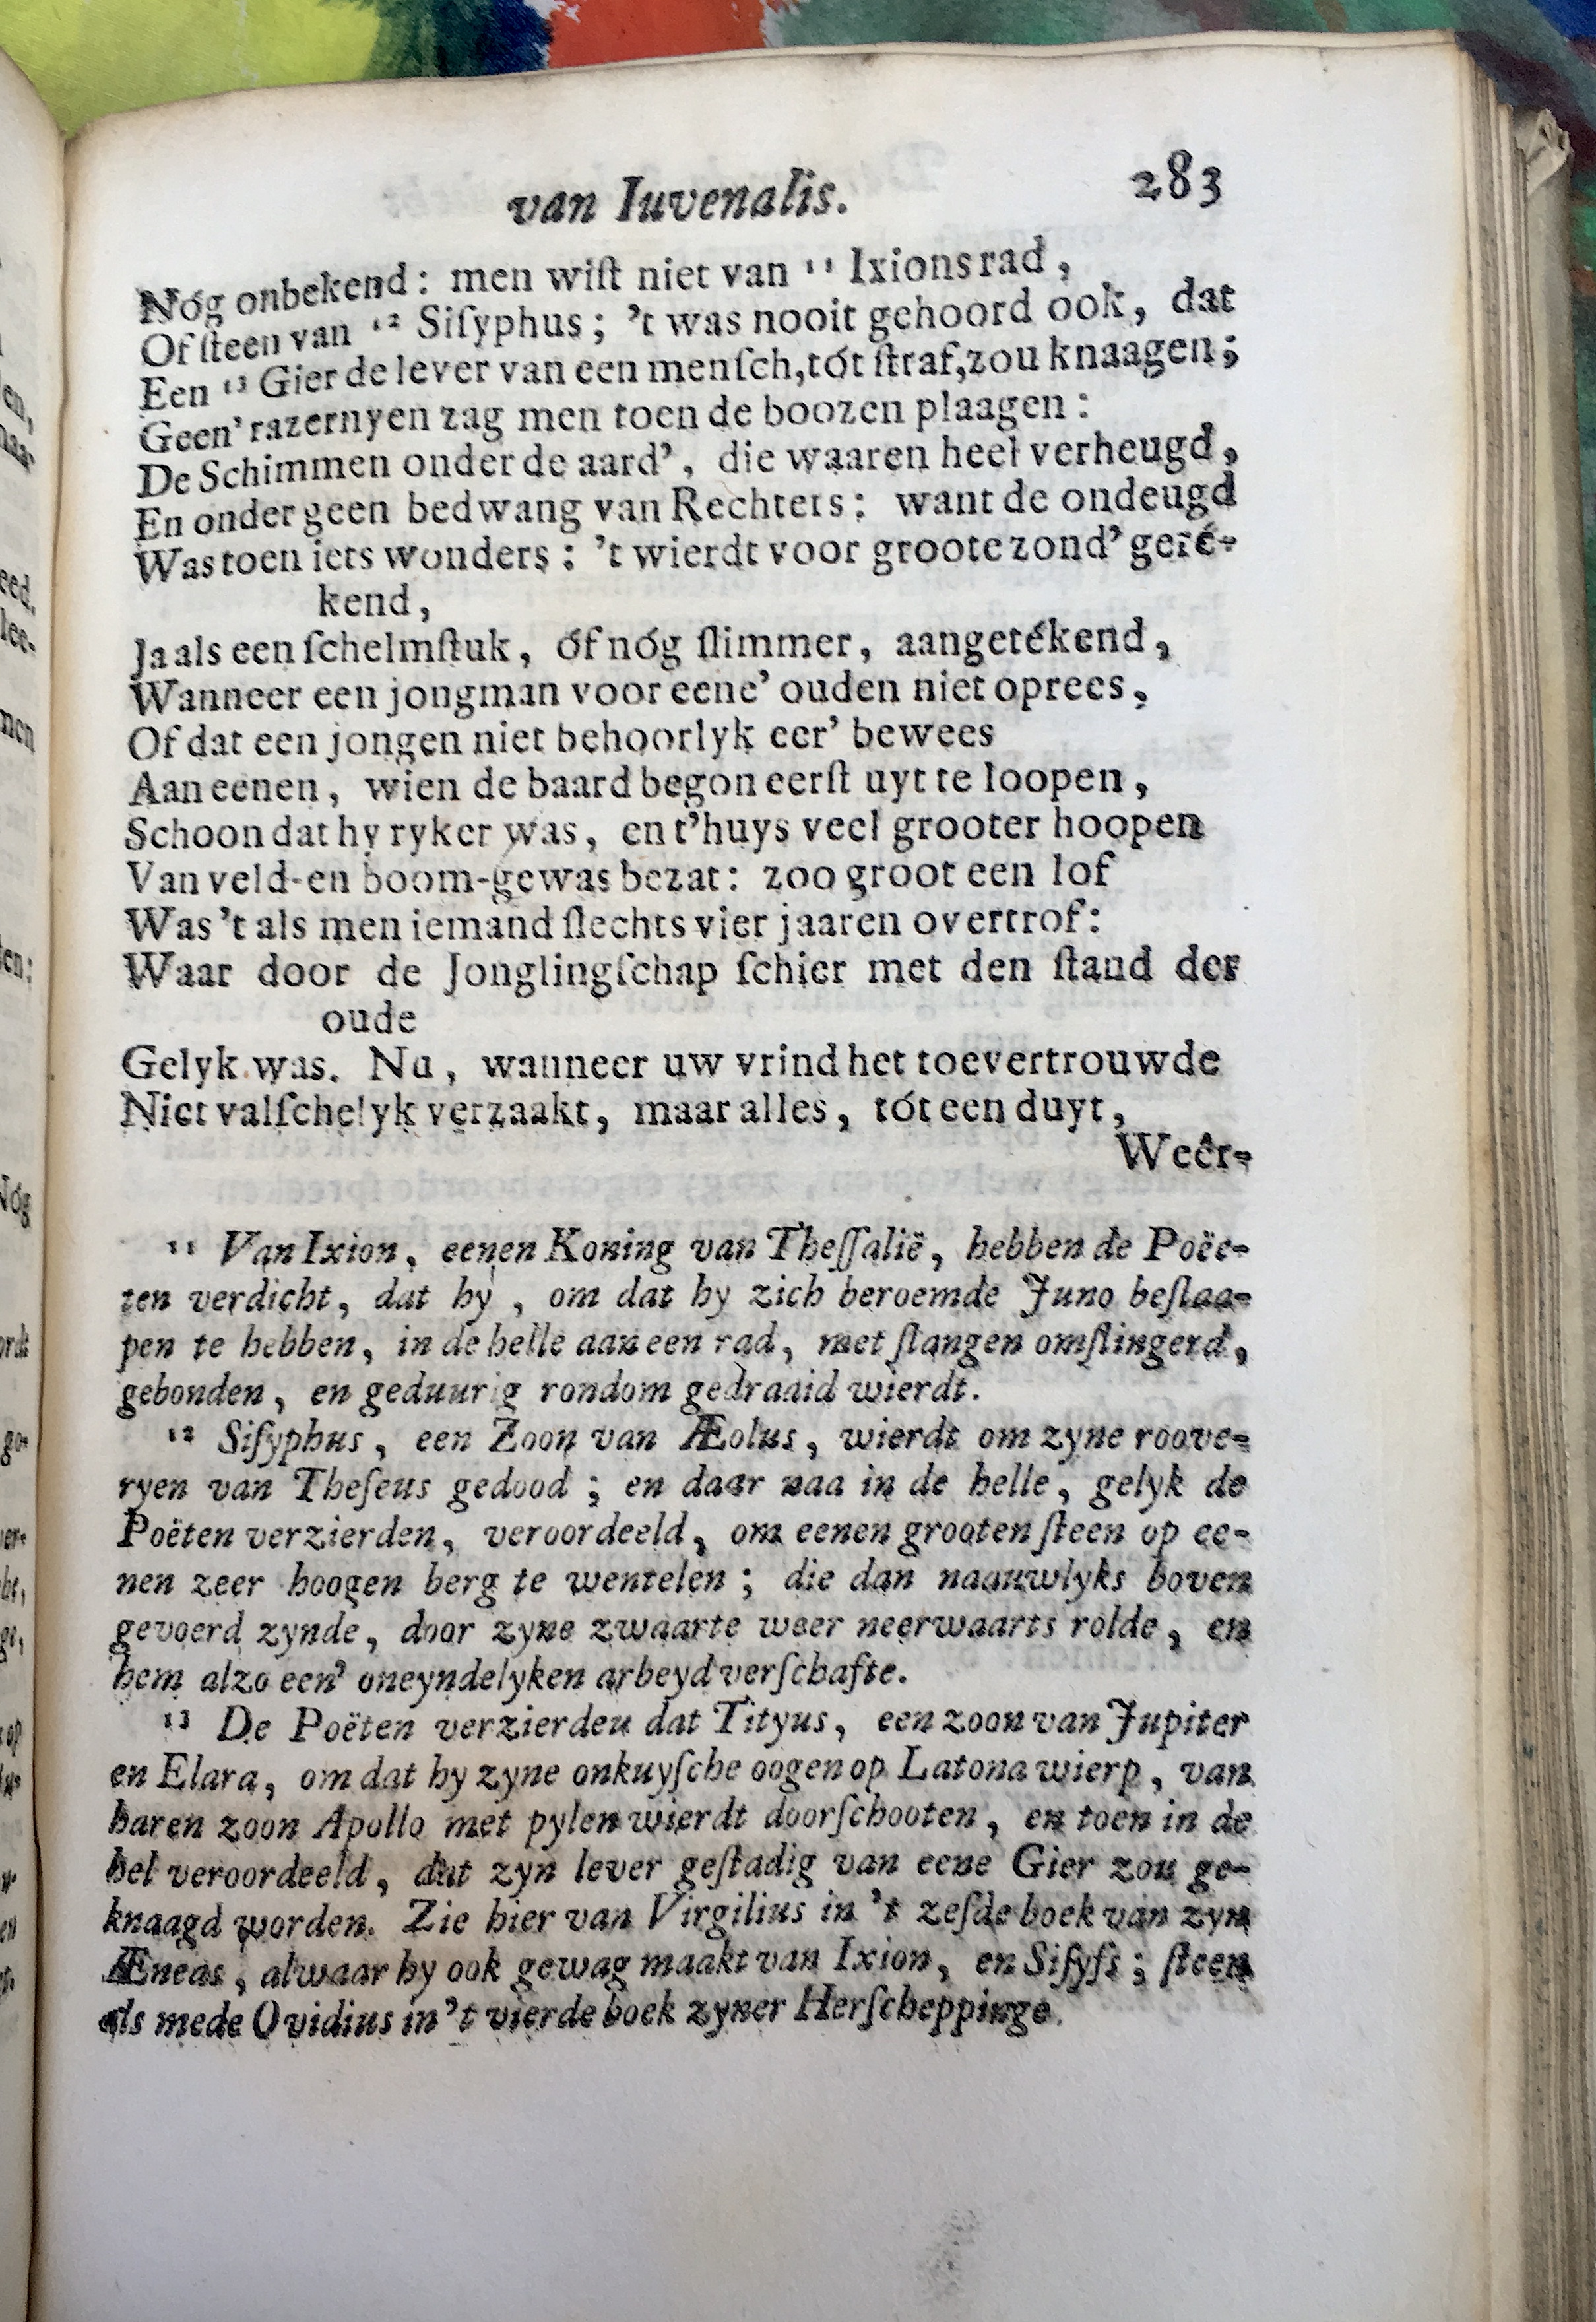 van Iuvenalis. 283
Nóg onbekend: men wiſt niet van ¹¹ Ixions rad,
Of ſteen van ¹² Siſyphus; 't was nooit gehoord ook, dat
Een ¹³ Gier de lever van een menſch, tót ſtraf, zou knaagen;
Geen' razernyen zag men toen de boozen plaagen:
De Schimmen onder de aard', die waaren heel verheugd,
En onder geen bedwang van Rechters: want de ondeugd
Was toen iets wonders: 't wierdt voor groote zond' geré-
kend,
Ja als een ſchelmſtuk, óf nóg ſlimmer, aangetékend,
Wanneer een jongman voor eene' ouden niet oprees,
Of dat een jongen niet behoorlyk eer' bewees
Aan eenen, wien de baard begon eerſt uyt te loopen,
Schoon dat hy ryker was, en t'huys veel grooter hoopen
Van veld-en boom-gewas bezat: zoo groot een lof
Was 't als men iemand ſlechts vier jaaren overtrof:
Waar door de Jonglingſchap ſchier met den ſtand der
oude
Gelyk was. Nu, wanneer uw vrind het toevertrouwde
Niet valſchelyk verzaakt, maar alles, tót een duyt,
Weêr-
¹¹ Van Ixion, eenen Koning van Theſſalië, hebben de Poëe-
ten verdicht, dat hy, om dat hy zich beroemde Juno beſlaa-
pen te hebben, in de helle aan een rad, met ſlangen omſlingerd,
gebonden, en geduurig rondom gedraaid wierdt.
¹² Siſyphus, een Zoon van Æolus, wierdt om zyne roove-
ryen van Theſeus gedood; en daar naa in de helle, gelyk de
Poëten verzierden, veroordeeld, om eenen grooten ſteen op ee-
nen zeer hoogen berg te wentelen; die dan naauwlyks boven
gevoerd zynde, door zyne zwaarte weer neerwaarts rolde, en
hem alzo een' oneyndelyken arbeyd verſchafte.
¹³ De Poëten verzierden dat Tityus, een zoon van Jupiter
en Elara, om dat hy zyne onkuyſche oogen op Latona wierp, van
haren zoon Apollo met pylen wierdt doorſchooten, en toen in de
hel veroordeeld, dat zyn lever geſtadig van eene Gier zou ge-
knaagd worden. Zie hier van Virgilius in 't zeſde boek van zyn
Æneas, alwaar hy ook gewag maakt van Ixion, en Siſyfs; ſteen
als mede Ovidius in 't vierde boek zyner Herſcheppinge.